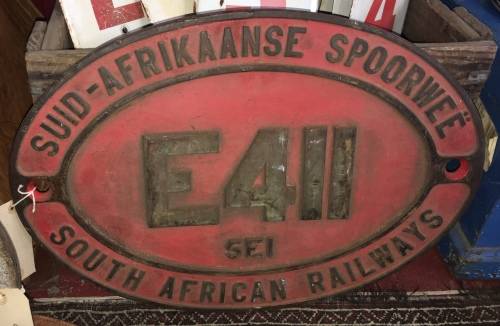 SUID-AFRIKAANSE SPOORWEË
E411
5E1
SOUTH AFRICAN RAILWAYS